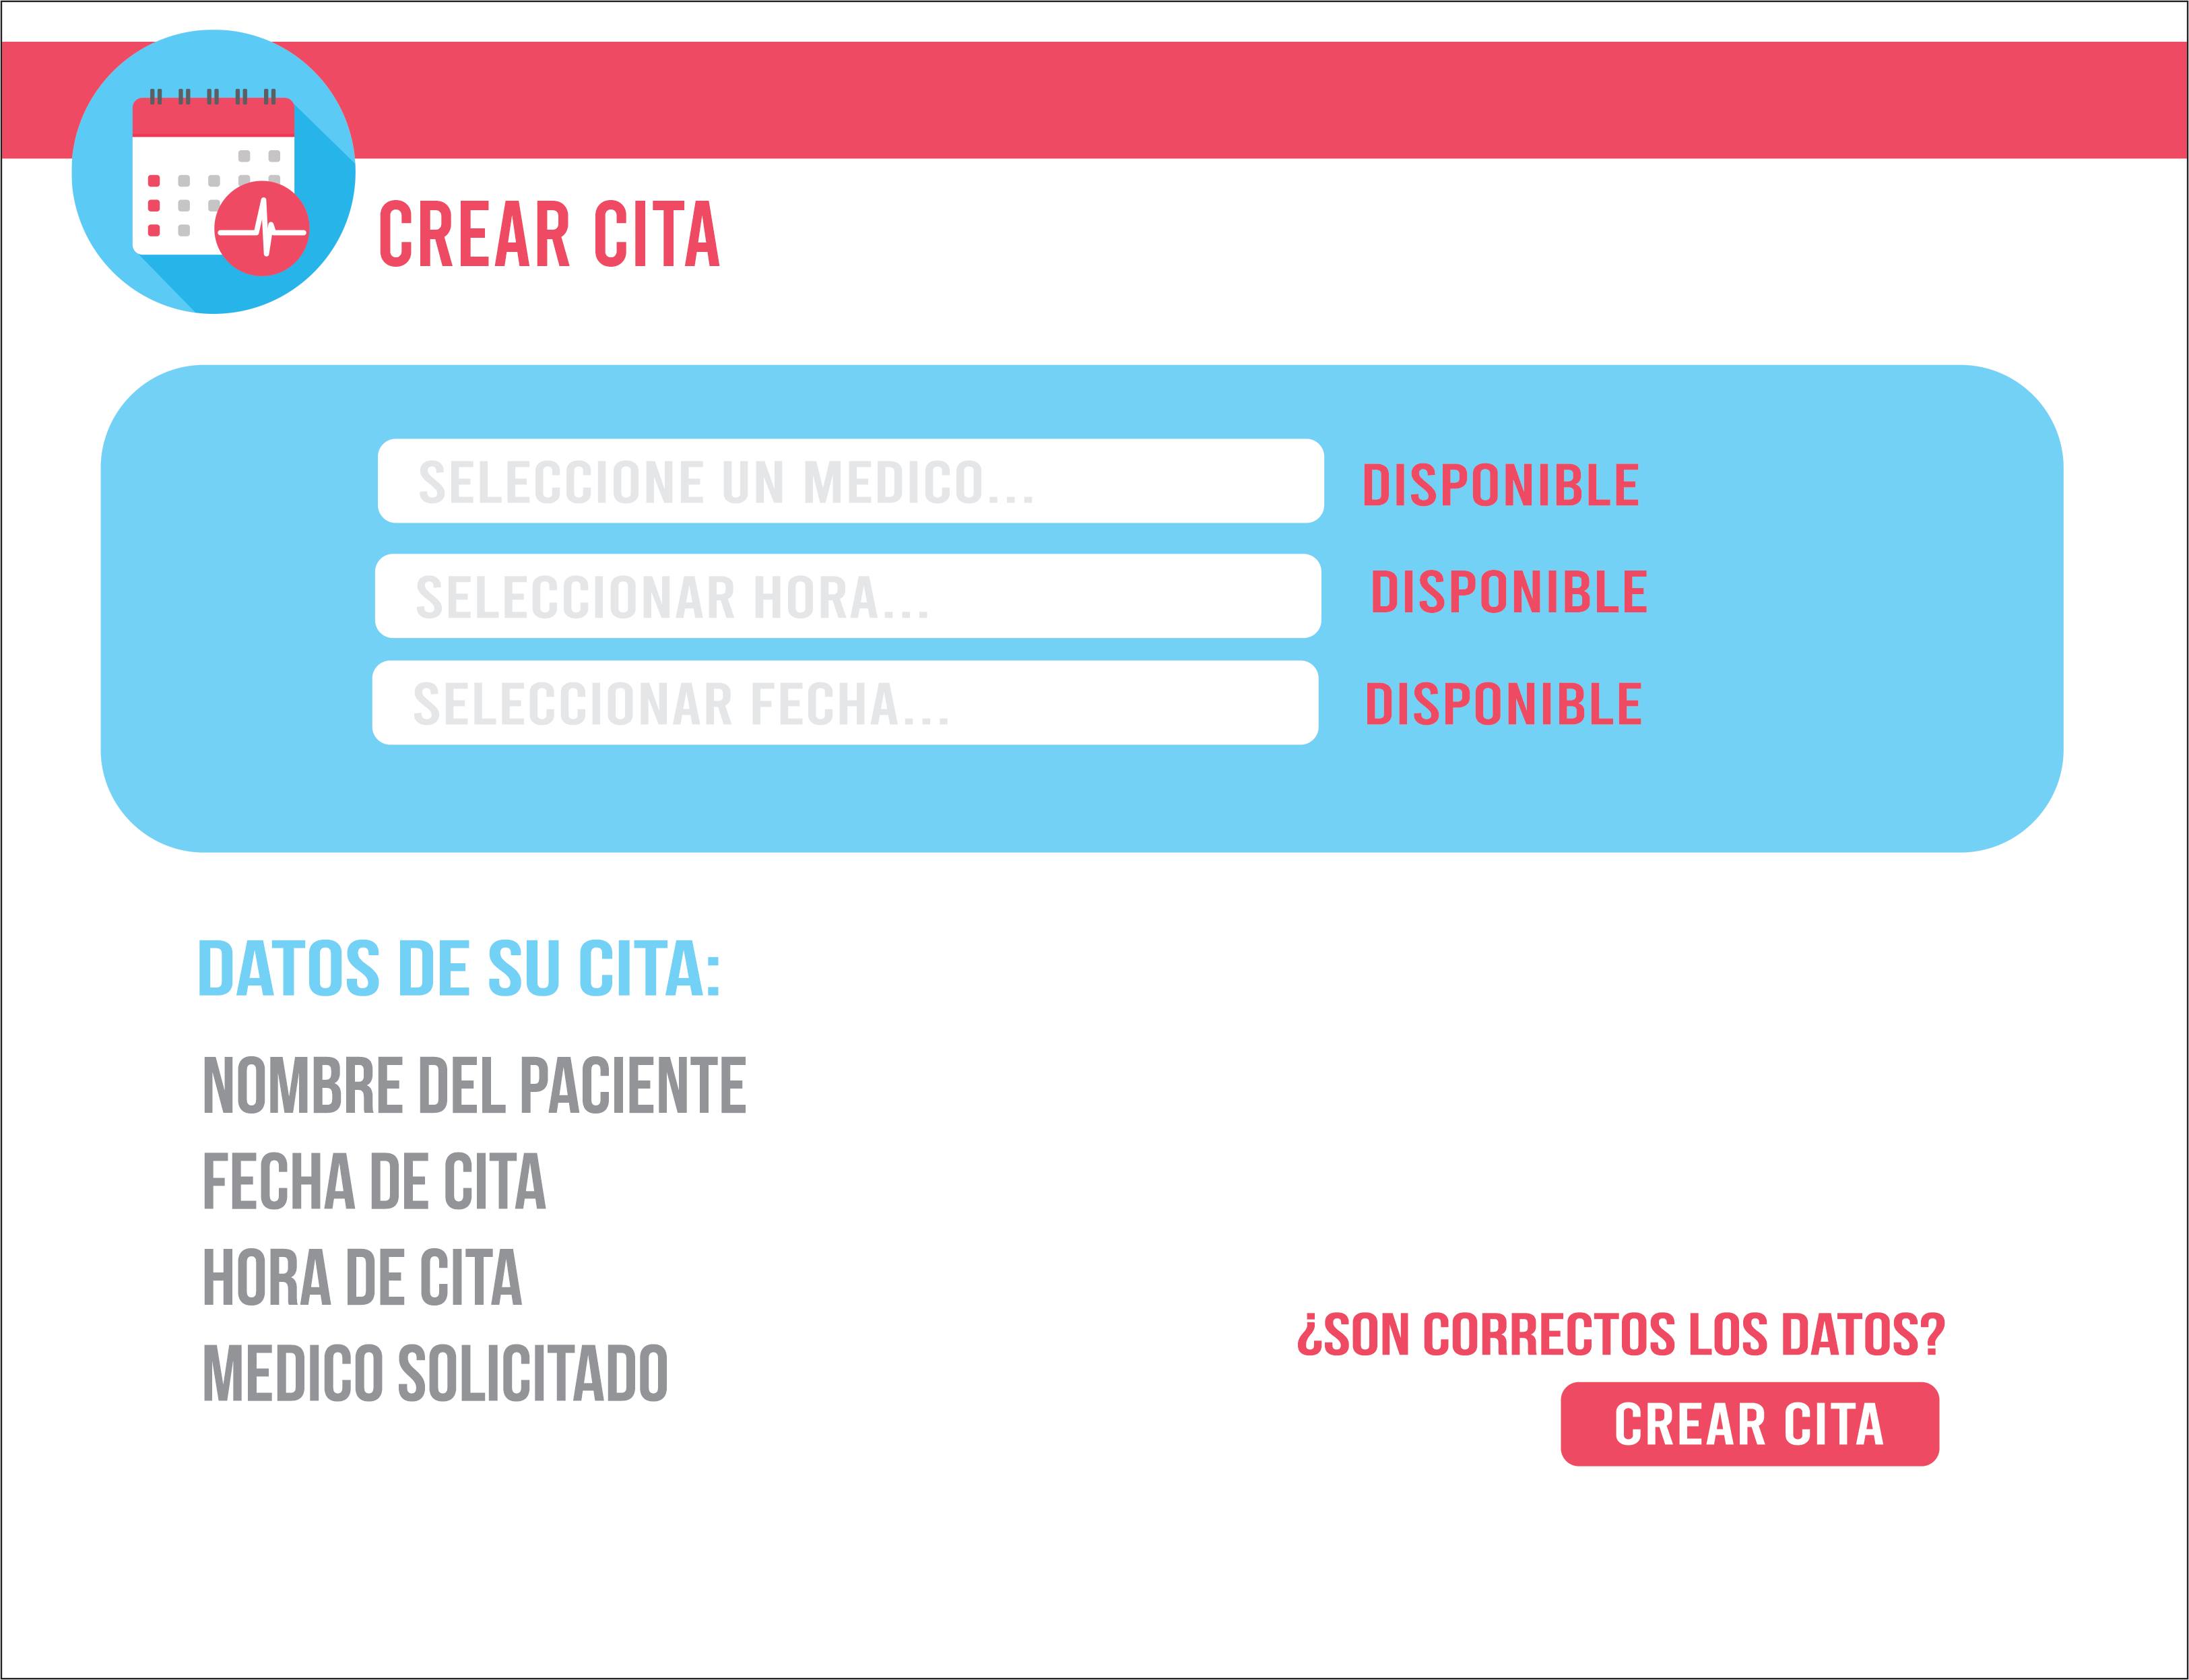 CREAR CITA
SELECCIONE UN MEDICO... DISPONIBLE
SELECCIONAR HORA... DISPONIBLE
SELECCIONAR FECHA... DISPONIBLE
DATOS DE SU CITA:
NOMBRE DEL PACIENTE
FECHA DE CITA
HORA DE CITA
MEDICO SOLICITADO
¿SON CORRECTOS LOS DATOS?
CREAR CITA